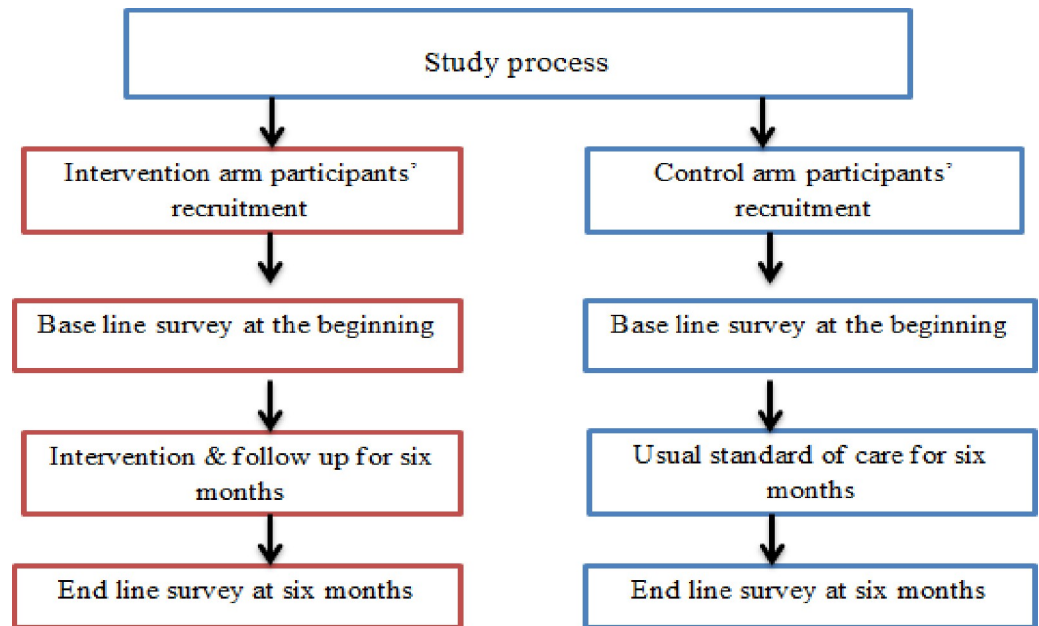 Study process
Intervention arm participants’
recruitment
Control arm participants’
recruitment
Base line survey at the beginning
Base line survey at the beginning
Intervention & follow up for six
months
Usual standard of care for six
months
End line survey at six months
End line survey at six months